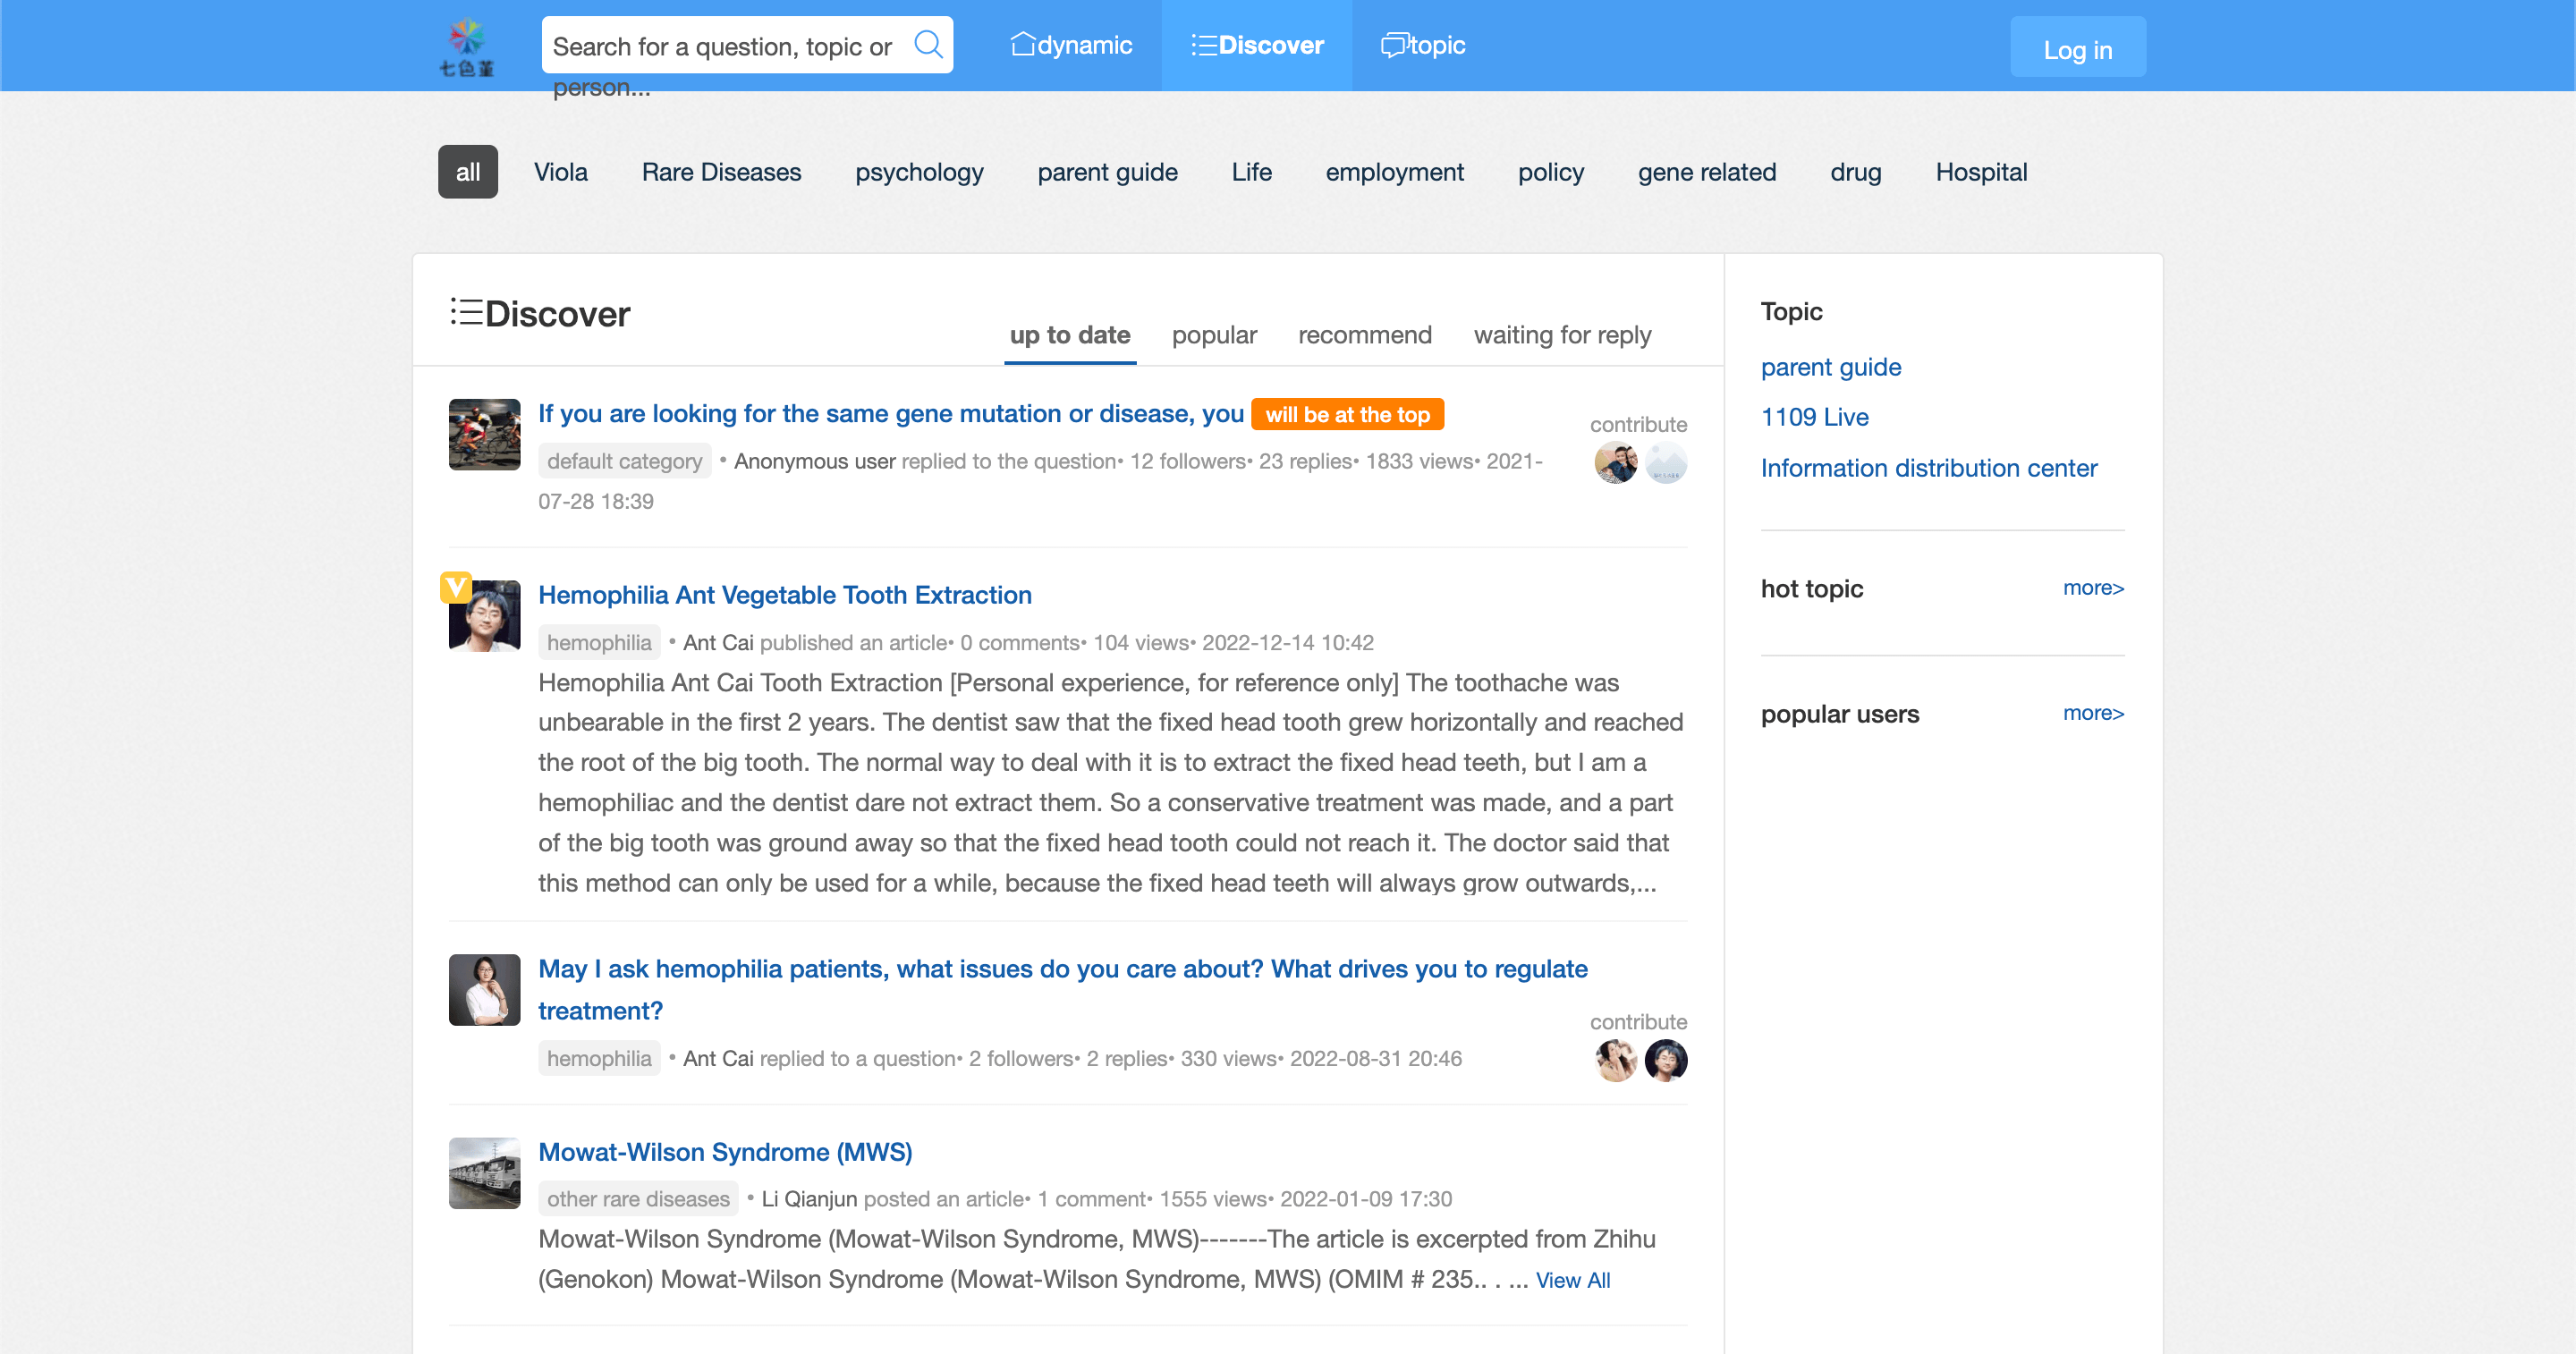 七色堇
Search for a question, topic or
person...
dynamic
Discover
topic
Log in
all Viola Rare Diseases psychology parent guide Life employment policy gene related drug Hospital
Discover
up to date popular recommend waiting for reply
If you are looking for the same gene mutation or disease, you will be at the top
contribute
default category • Anonymous user replied to the question• 12 followers• 23 replies• 1833 views• 2021-
07-28 18:39
V
Hemophilia Ant Vegetable Tooth Extraction
hemophilia • Ant Cai published an article• 0 comments• 104 views• 2022-12-14 10:42
Hemophilia Ant Cai Tooth Extraction [Personal experience, for reference only] The toothache was
unbearable in the first 2 years. The dentist saw that the fixed head tooth grew horizontally and reached
the root of the big tooth. The normal way to deal with it is to extract the fixed head teeth, but I am a
hemophiliac and the dentist dare not extract them. So a conservative treatment was made, and a part
of the big tooth was ground away so that the fixed head tooth could not reach it. The doctor said that
this method can only be used for a while, because the fixed head teeth will always grow outwards,...
May I ask hemophilia patients, what issues do you care about? What drives you to regulate
treatment?
contribute
hemophilia • Ant Cai replied to a question• 2 followers• 2 replies• 330 views• 2022-08-31 20:46
Mowat-Wilson Syndrome (MWS)
other rare diseases • Li Qianjun posted an article• 1 comment• 1555 views• 2022-01-09 17:30
Mowat-Wilson Syndrome (Mowat-Wilson Syndrome, MWS)-------The article is excerpted from Zhihu
(Genokon) Mowat-Wilson Syndrome (Mowat-Wilson Syndrome, MWS) (OMIM # 235.. . ... View All
Topic
parent guide
1109 Live
Information distribution center
hot topic more>
popular users more>